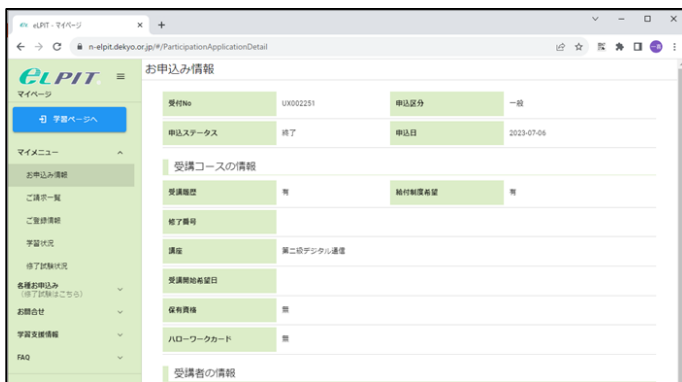 eLPIT - マイページ
n-elpit.dekyo.or.jp/#/ParticipationApplicationDetail
eLPIT
マイページ
学習ページへ
マイメニュー
お申込み情報
ご請求一覧
ご登録情報
学習状況
修了試験状況
各種お申込み
(修了試験はこちら)
お問合せ
学習支援情報
FAQ
お申込み情報
受付No UX002251 申込区分 一般
申込ステータス 終了 申込日 2023-07-06
受講コースの情報
受講履歴 有 給付制度希望 有
修了番号
講座 第二級デジタル通信
受講開始希望日
保有資格 無
ハローワークカード 無
受講者の情報